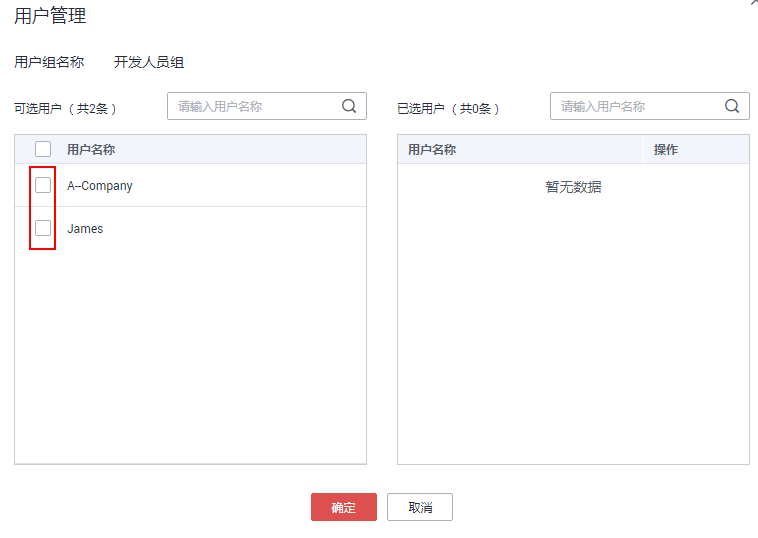 用户管理
用户组名称 开发人员组
可选用户（共2条） 请输入用户名称
已选用户（共0条） 请输入用户名称
用户名称
A--Company
James
用户名称 操作
暂无数据
确定 取消